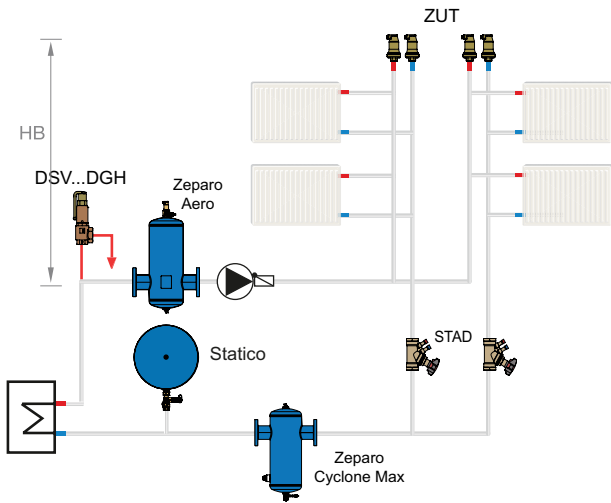 ZUT
HB
DSV...DGH
Zeparo
Aero
Statico
STAD
Zeparo
Cyclone Max